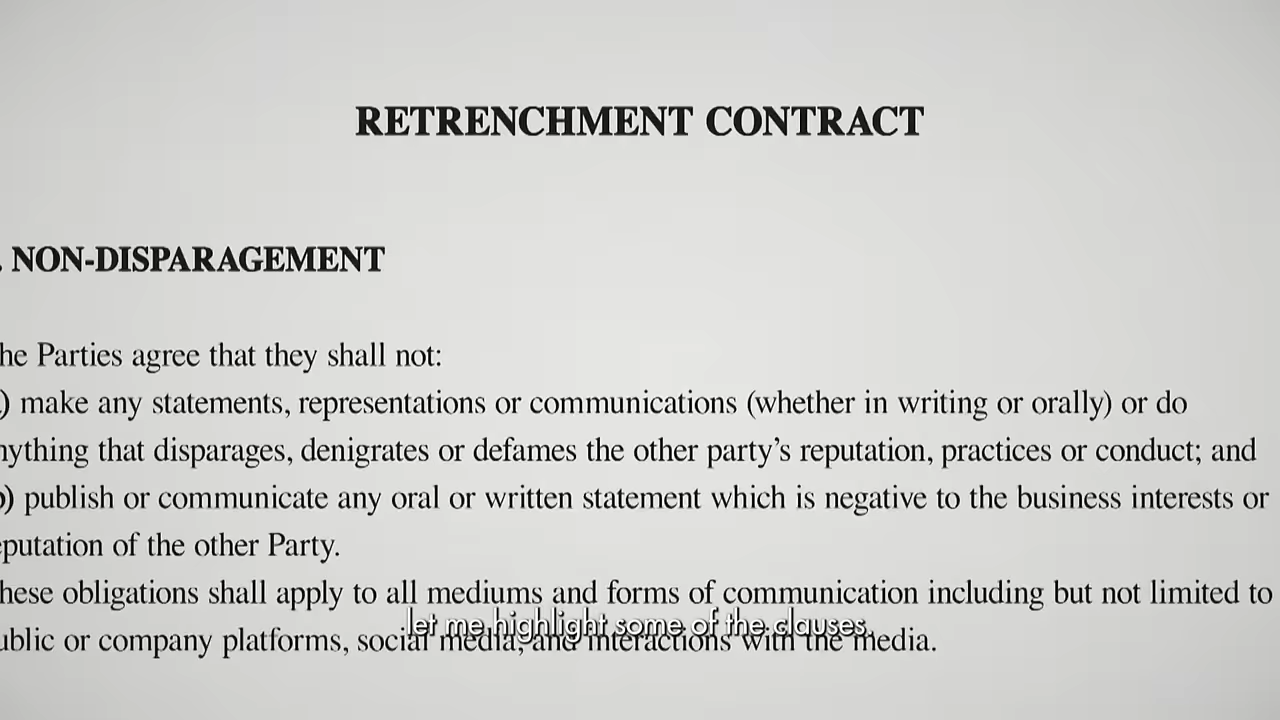 RETRENCHMENT CONTRACT
. NON-DISPARAGEMENT
he Parties agree that they shall not:
) make any statements, representations or communications (whether in writing or orally) or do
nything that disparages, denigrates or defames the other party’s reputation, practices or conduct; and
) publish or communicate any oral or written statement which is negative to the business interests or
eputation of the other Party.
hese obligations shall apply to all mediums and forms of communication including but not limited to
ublic or company platforms, social media, and interactions with the media.
let me highlight some of the clauses.